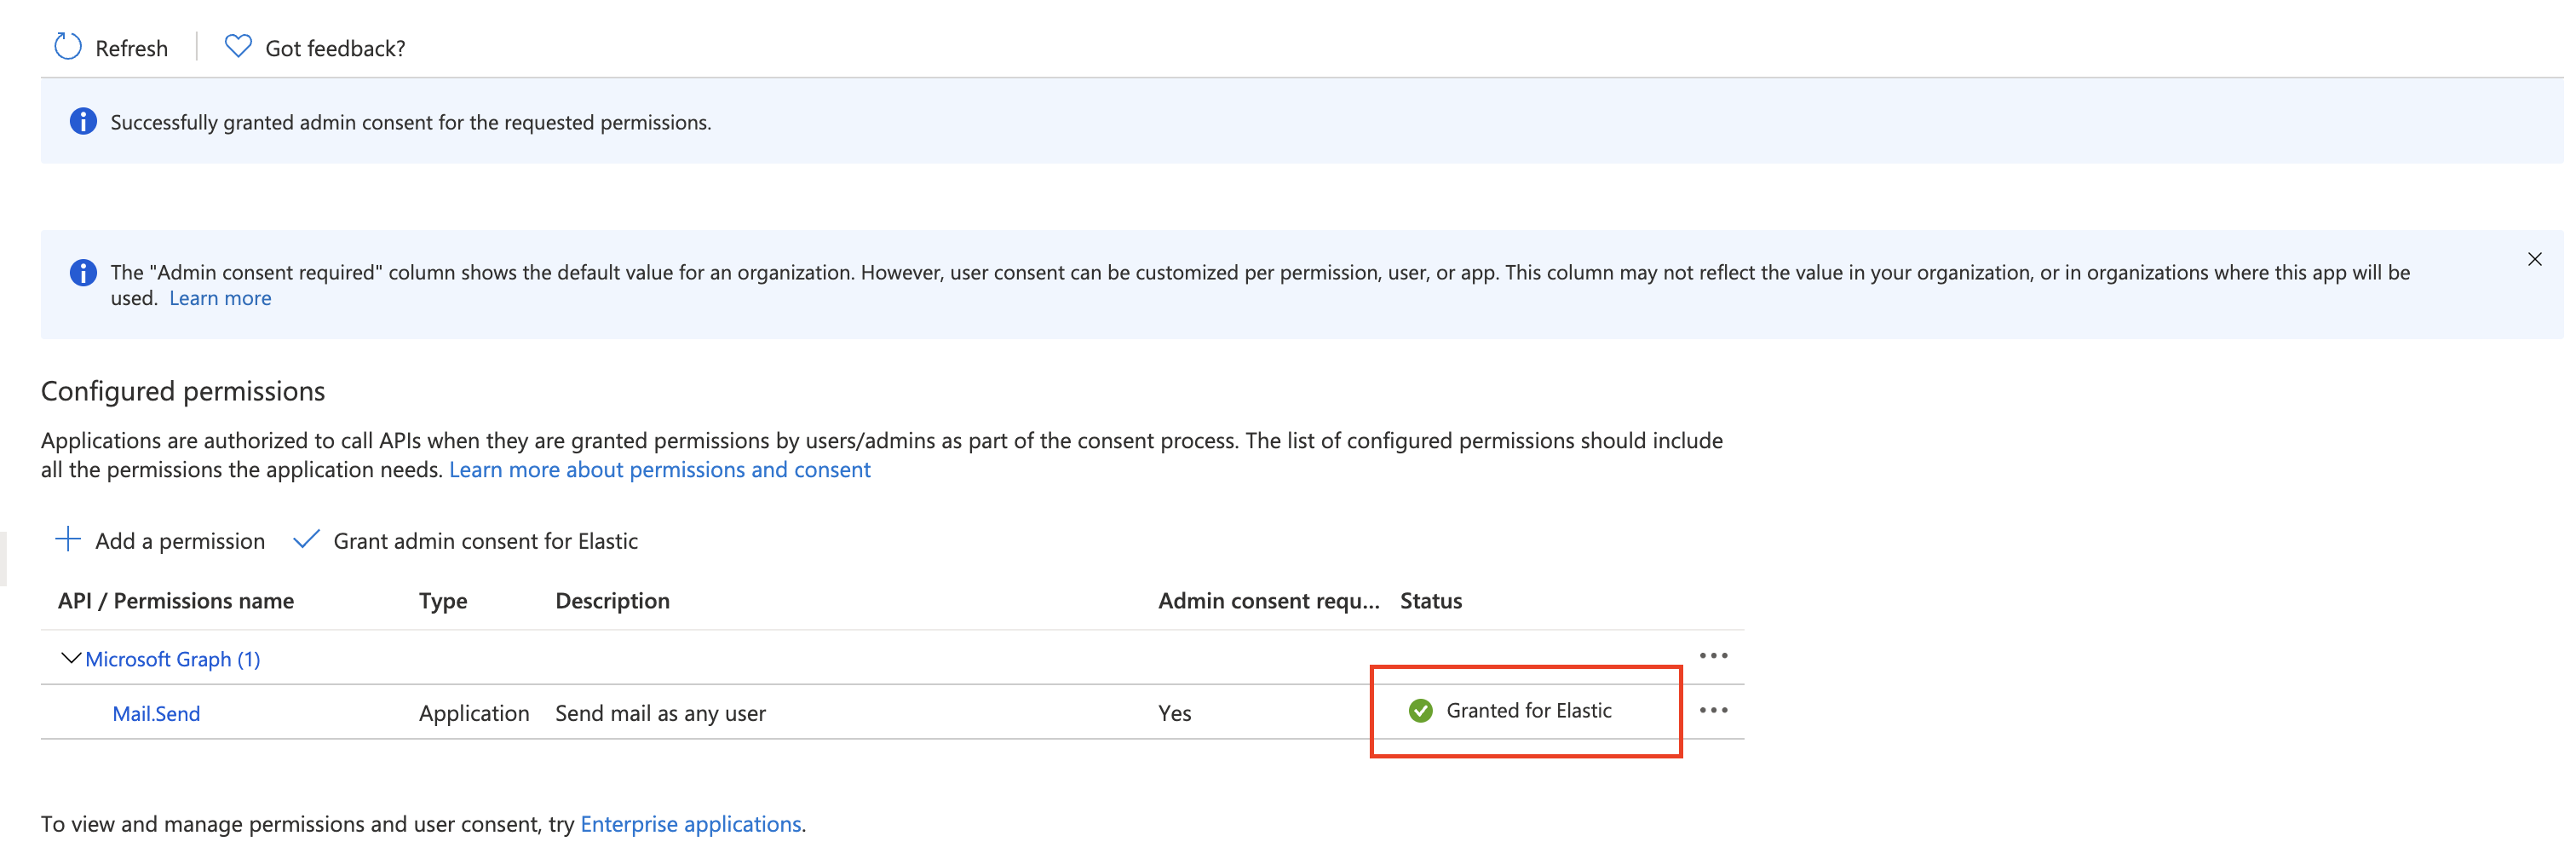 Refresh
Got feedback?
Successfully granted admin consent for the requested permissions.
The "Admin consent required" column shows the default value for an organization. However, user consent can be customized per permission, user, or app. This column may not reflect the value in your organization, or in organizations where this app will be
used. Learn more
Configured permissions
Applications are authorized to call APIs when they are granted permissions by users/admins as part of the consent process. The list of configured permissions should include
all the permissions the application needs. Learn more about permissions and consent
Add a permission Grant admin consent for Elastic
API / Permissions name Type Description Admin consent requ... Status
Microsoft Graph (1)
Mail.Send Application Send mail as any user Yes Granted for Elastic
To view and manage permissions and user consent, try Enterprise applications.